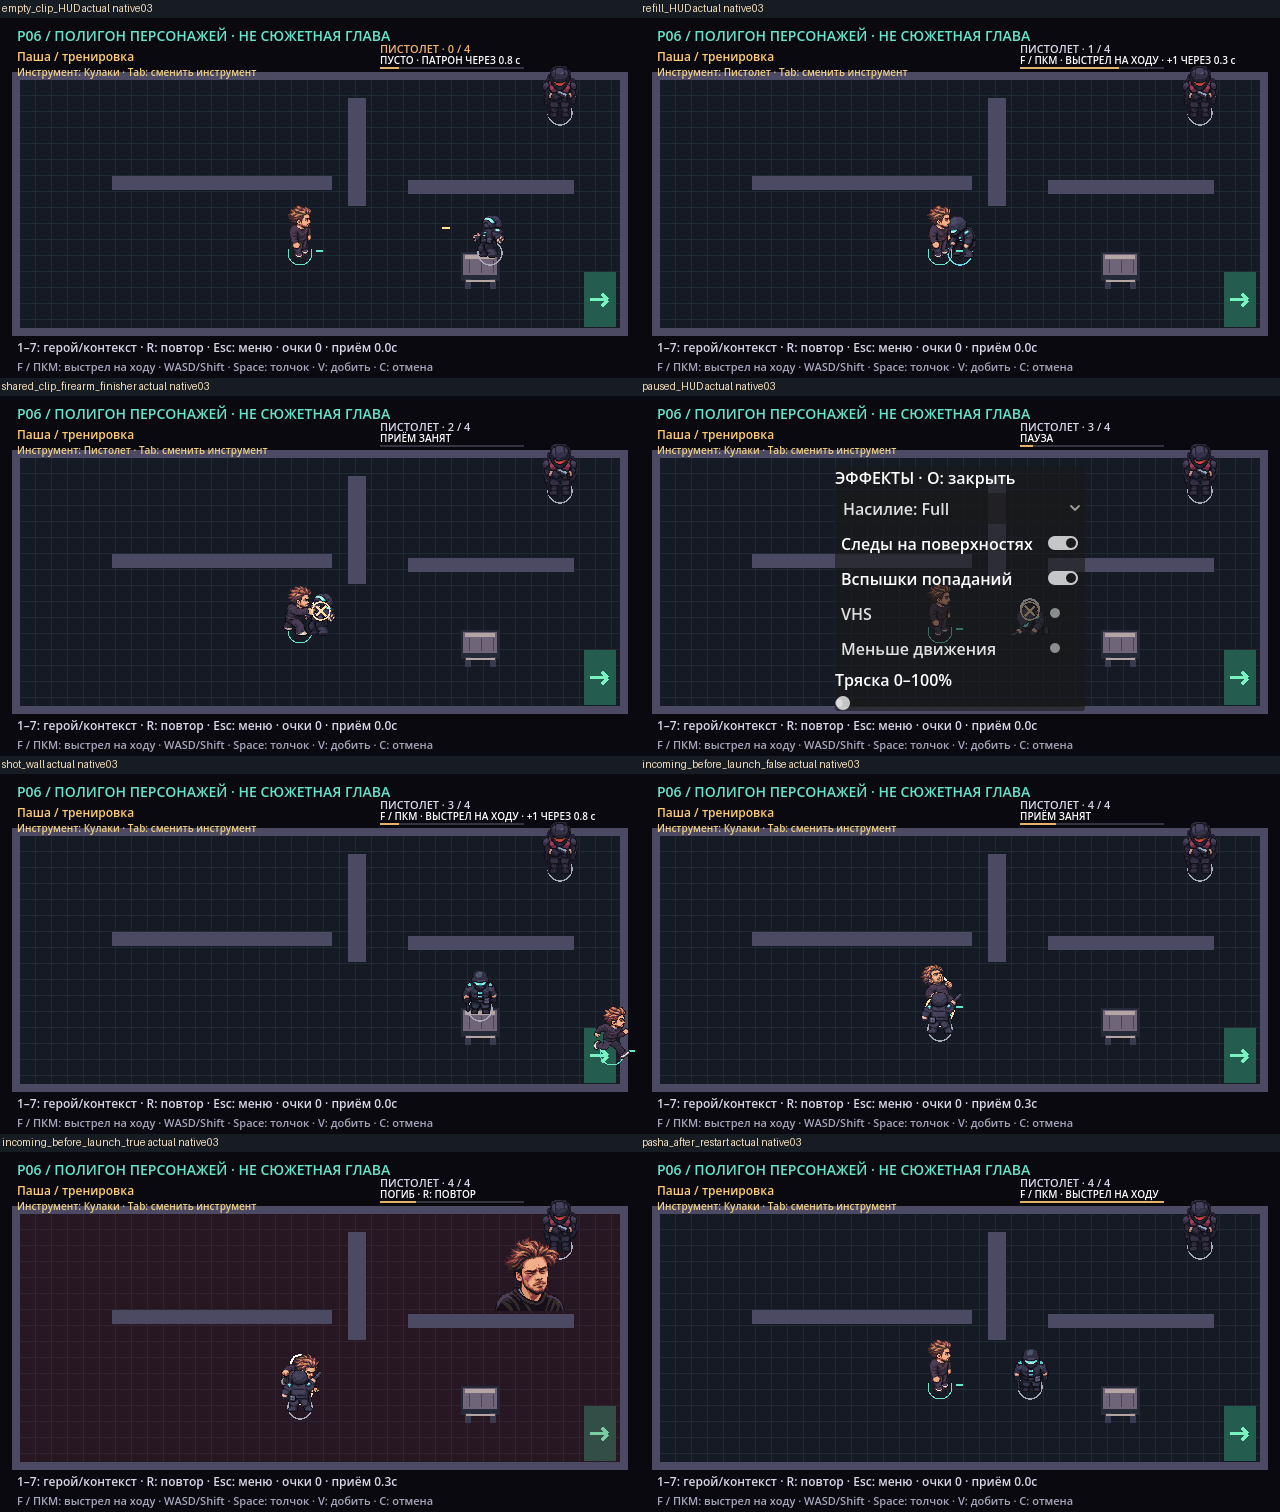 empty_clip_HUD actual native03
P06 / ПОЛИГОН ПЕРСОНАЖЕЙ · НЕ СЮЖЕТНАЯ ГЛАВА
Паша / тренировка
ПИСТОЛЕТ · 0 / 4
ПУСТО · ПАТРОН ЧЕРЕЗ 0.8 с
Инструмент: Кулаки · Tab: сменить инструмент
1–7: герой/контекст · R: повтор · Esc: меню · очки 0 · приём 0.0с
F / ПКМ: выстрел на ходу · WASD/Shift · Space: толчок · V: добить · C: отмена
refill_HUD actual native03
P06 / ПОЛИГОН ПЕРСОНАЖЕЙ · НЕ СЮЖЕТНАЯ ГЛАВА
Паша / тренировка
ПИСТОЛЕТ · 1 / 4
F / ПКМ · ВЫСТРЕЛ НА ХОДУ · +1 ЧЕРЕЗ 0.3 с
Инструмент: Пистолет · Tab: сменить инструмент
1–7: герой/контекст · R: повтор · Esc: меню · очки 0 · приём 0.0с
F / ПКМ: выстрел на ходу · WASD/Shift · Space: толчок · V: добить · C: отмена
shared_clip_firearm_finisher actual native03
P06 / ПОЛИГОН ПЕРСОНАЖЕЙ · НЕ СЮЖЕТНАЯ ГЛАВА
Паша / тренировка
ПИСТОЛЕТ · 2 / 4
ПРИЁМ ЗАНЯТ
Инструмент: Пистолет · Tab: сменить инструмент
1–7: герой/контекст · R: повтор · Esc: меню · очки 0 · приём 0.0с
F / ПКМ: выстрел на ходу · WASD/Shift · Space: толчок · V: добить · C: отмена
paused_HUD actual native03
P06 / ПОЛИГОН ПЕРСОНАЖЕЙ · НЕ СЮЖЕТНАЯ ГЛАВА
Паша / тренировка
ПИСТОЛЕТ · 3 / 4
ПАУЗА
Инструмент: Кулаки · Tab: сменить инструмент
ЭФФЕКТЫ · O: закрыть
Насилие: Full
Следы на поверхностях
Вспышки попаданий
VHS
Меньше движения
Тряска 0–100%
1–7: герой/контекст · R: повтор · Esc: меню · очки 0 · приём 0.0с
F / ПКМ: выстрел на ходу · WASD/Shift · Space: толчок · V: добить · C: отмена
shot_wall actual native03
P06 / ПОЛИГОН ПЕРСОНАЖЕЙ · НЕ СЮЖЕТНАЯ ГЛАВА
Паша / тренировка
ПИСТОЛЕТ · 3 / 4
F / ПКМ · ВЫСТРЕЛ НА ХОДУ · +1 ЧЕРЕЗ 0.8 с
Инструмент: Кулаки · Tab: сменить инструмент
1–7: герой/контекст · R: повтор · Esc: меню · очки 0 · приём 0.0с
F / ПКМ: выстрел на ходу · WASD/Shift · Space: толчок · V: добить · C: отмена
incoming_before_launch_false actual native03
P06 / ПОЛИГОН ПЕРСОНАЖЕЙ · НЕ СЮЖЕТНАЯ ГЛАВА
Паша / тренировка
ПИСТОЛЕТ · 4 / 4
ПРИЁМ ЗАНЯТ
Инструмент: Кулаки · Tab: сменить инструмент
1–7: герой/контекст · R: повтор · Esc: меню · очки 0 · приём 0.3с
F / ПКМ: выстрел на ходу · WASD/Shift · Space: толчок · V: добить · C: отмена
incoming_before_launch_true actual native03
P06 / ПОЛИГОН ПЕРСОНАЖЕЙ · НЕ СЮЖЕТНАЯ ГЛАВА
Паша / тренировка
ПИСТОЛЕТ · 4 / 4
ПОГИБ · R: ПОВТОР
Инструмент: Кулаки · Tab: сменить инструмент
1–7: герой/контекст · R: повтор · Esc: меню · очки 0 · приём 0.3с
F / ПКМ: выстрел на ходу · WASD/Shift · Space: толчок · V: добить · C: отмена
pasha_after_restart actual native03
P06 / ПОЛИГОН ПЕРСОНАЖЕЙ · НЕ СЮЖЕТНАЯ ГЛАВА
Паша / тренировка
ПИСТОЛЕТ · 4 / 4
F / ПКМ · ВЫСТРЕЛ НА ХОДУ
Инструмент: Кулаки · Tab: сменить инструмент
1–7: герой/контекст · R: повтор · Esc: меню · очки 0 · приём 0.0с
F / ПКМ: выстрел на ходу · WASD/Shift · Space: толчок · V: добить · C: отмена